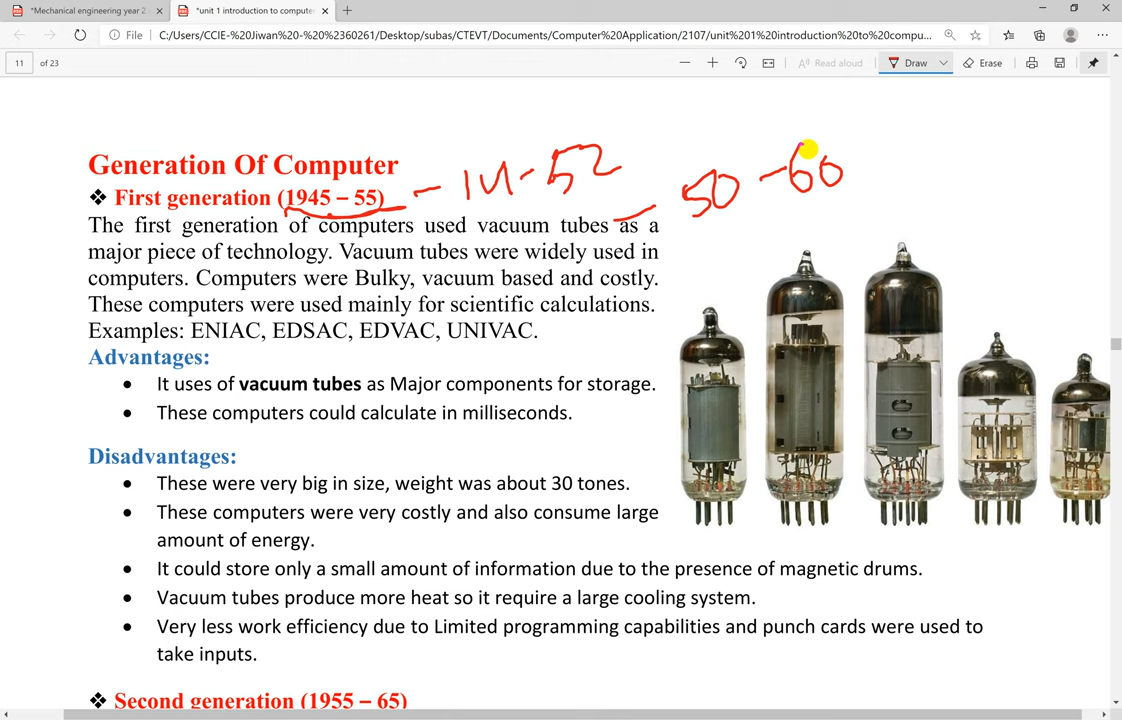 *Mechanical engineering year 2
*unit 1 introduction to compute
File C:/Users/CCIE-%20Jiwan%20-%20%2360261/Desktop/subas/CTEVT/Documents/Computer%20Application/2107/unit%201%20introduction%20to%20compu...
11 of 23 Read aloud Draw Erase
Generation Of Computer
❖ First generation (1945 – 55) - 14-52 50-60
The first generation of computers used vacuum tubes as a
major piece of technology. Vacuum tubes were widely used in
computers. Computers were Bulky, vacuum based and costly.
These computers were used mainly for scientific calculations.
Examples: ENIAC, EDSAC, EDVAC, UNIVAC.
Advantages:
• It uses of vacuum tubes as Major components for storage.
• These computers could calculate in milliseconds.
Disadvantages:
• These were very big in size, weight was about 30 tones.
• These computers were very costly and also consume large
amount of energy.
• It could store only a small amount of information due to the presence of magnetic drums.
• Vacuum tubes produce more heat so it require a large cooling system.
• Very less work efficiency due to Limited programming capabilities and punch cards were used to
take inputs.
❖ Second generation (1955 – 65)